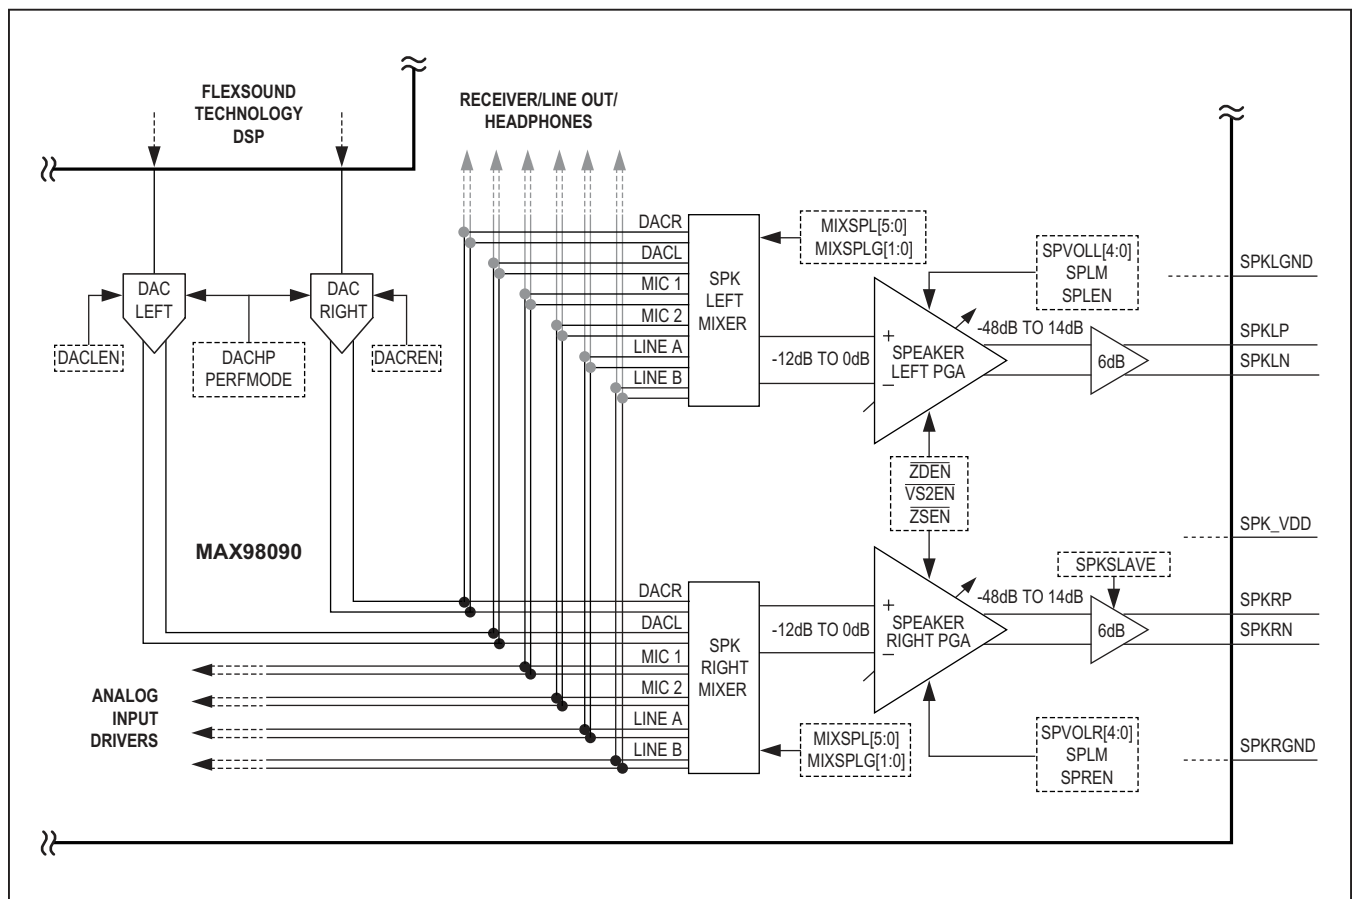 FLEXSOUND
TECHNOLOGY
DSP
RECEIVER/LINE OUT/
HEADPHONES
DAC
LEFT
DAC
RIGHT
DACLEN
DACHP
PERFMODE
DACREN
DACR
DACL
MIC 1
MIC 2
LINE A
LINE B
SPK
LEFT
MIXER
MIXSPL[5:0]
MIXSPLG[1:0]
-12dB TO 0dB
+
SPEAKER
LEFT PGA
−
SPVOLL[4:0]
SPLM
SPLEN
-48dB TO 14dB
6dB
SPKLGND
SPKLP
SPKLN
ZDEN
VS2EN
ZSEN
SPK_VDD
MAX98090
DACR
DACL
MIC 1
MIC 2
LINE A
LINE B
SPK
RIGHT
MIXER
MIXSPL[5:0]
MIXSPLG[1:0]
-12dB TO 0dB
+
SPEAKER
RIGHT PGA
−
-48dB TO 14dB
SPKSLAVE
6dB
SPKRP
SPKRN
SPVOLR[4:0]
SPLM
SPREN
SPKRGND
ANALOG
INPUT
DRIVERS